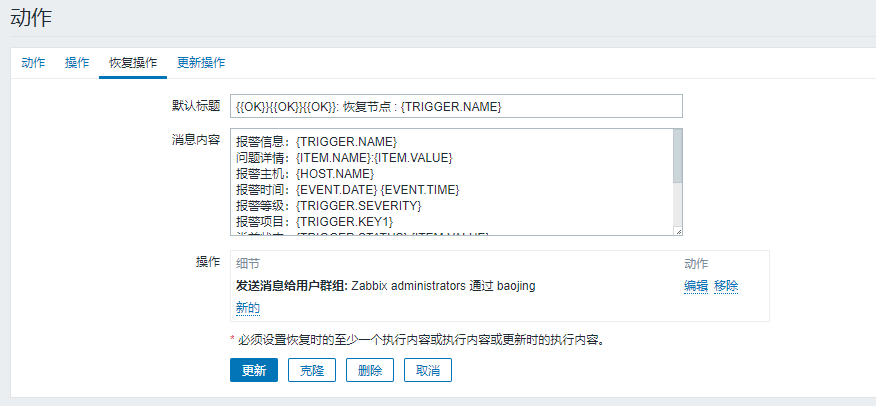 动作
动作 操作 恢复操作 更新操作
默认标题 {{OK}}{{OK}}{{OK}}: 恢复节点 : {TRIGGER.NAME}
消息内容 报警信息：{TRIGGER.NAME}
问题详情：{ITEM.NAME}:{ITEM.VALUE}
报警主机：{HOST.NAME}
报警时间：{EVENT.DATE} {EVENT.TIME}
报警等级：{TRIGGER.SEVERITY}
报警项目：{TRIGGER.KEY1}
{TRIGGER.STATUS}:{ITEM.VALUE}
操作 细节 动作
发送消息给用户群组: Zabbix administrators 通过 baojing 编辑 移除
新的
* 必须设置恢复时的至少一个执行内容或执行内容或更新时的执行内容。
更新 克隆 删除 取消